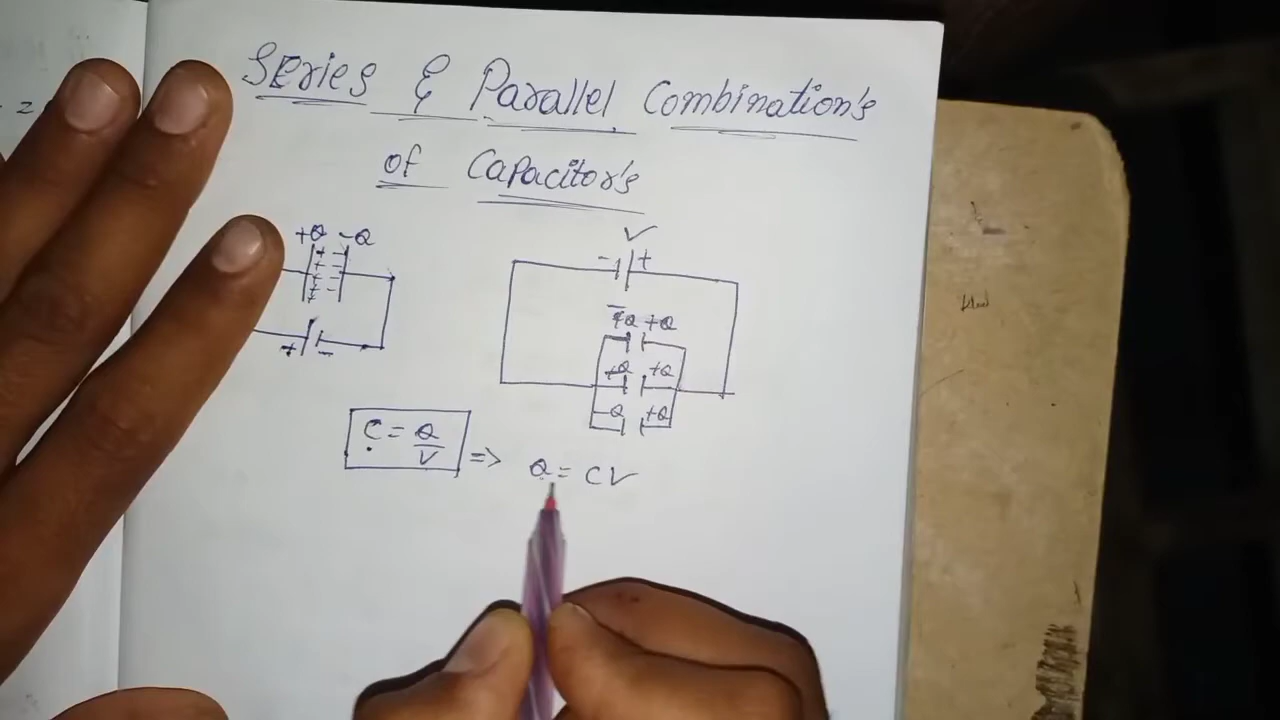 SEries & Parallel Combination's
of Capacitor's
+Q -Q
V
- +
+Q +Q
+Q
-Q +Q
+ -
C = Q/V => Q = CV